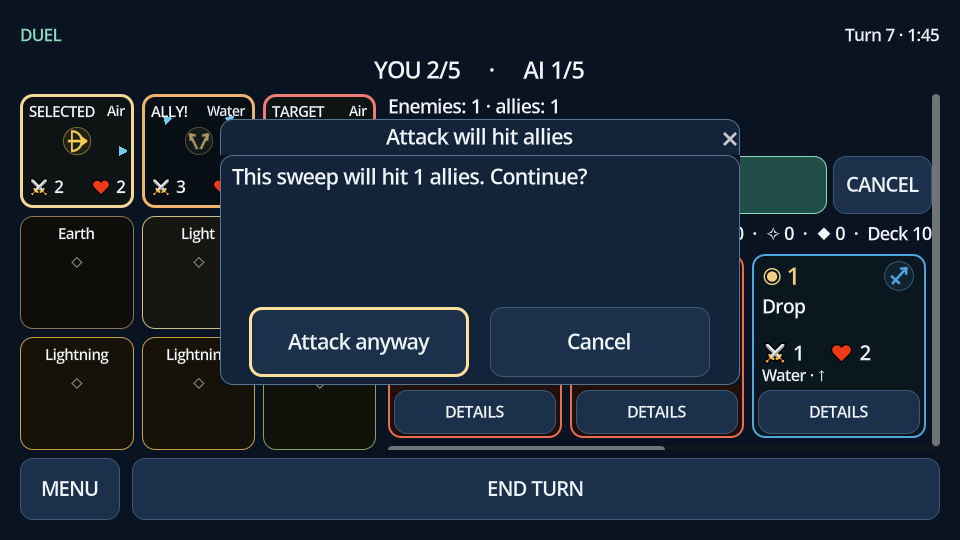 DUEL
Turn 7 · 1:45
YOU 2/5 · AI 1/5
SELECTED Air
ALLY! Water
TARGET Air
Enemies: 1 · allies: 1
2 2
3
Attack will hit allies ×
This sweep will hit 1 allies. Continue?
Attack anyway
Cancel
CANCEL
· ✧ 0 · ◆ 0 · Deck 10
Earth
Light
Lightning
1
Drop
1 2
Water · ↑
DETAILS
DETAILS
DETAILS
MENU
END TURN